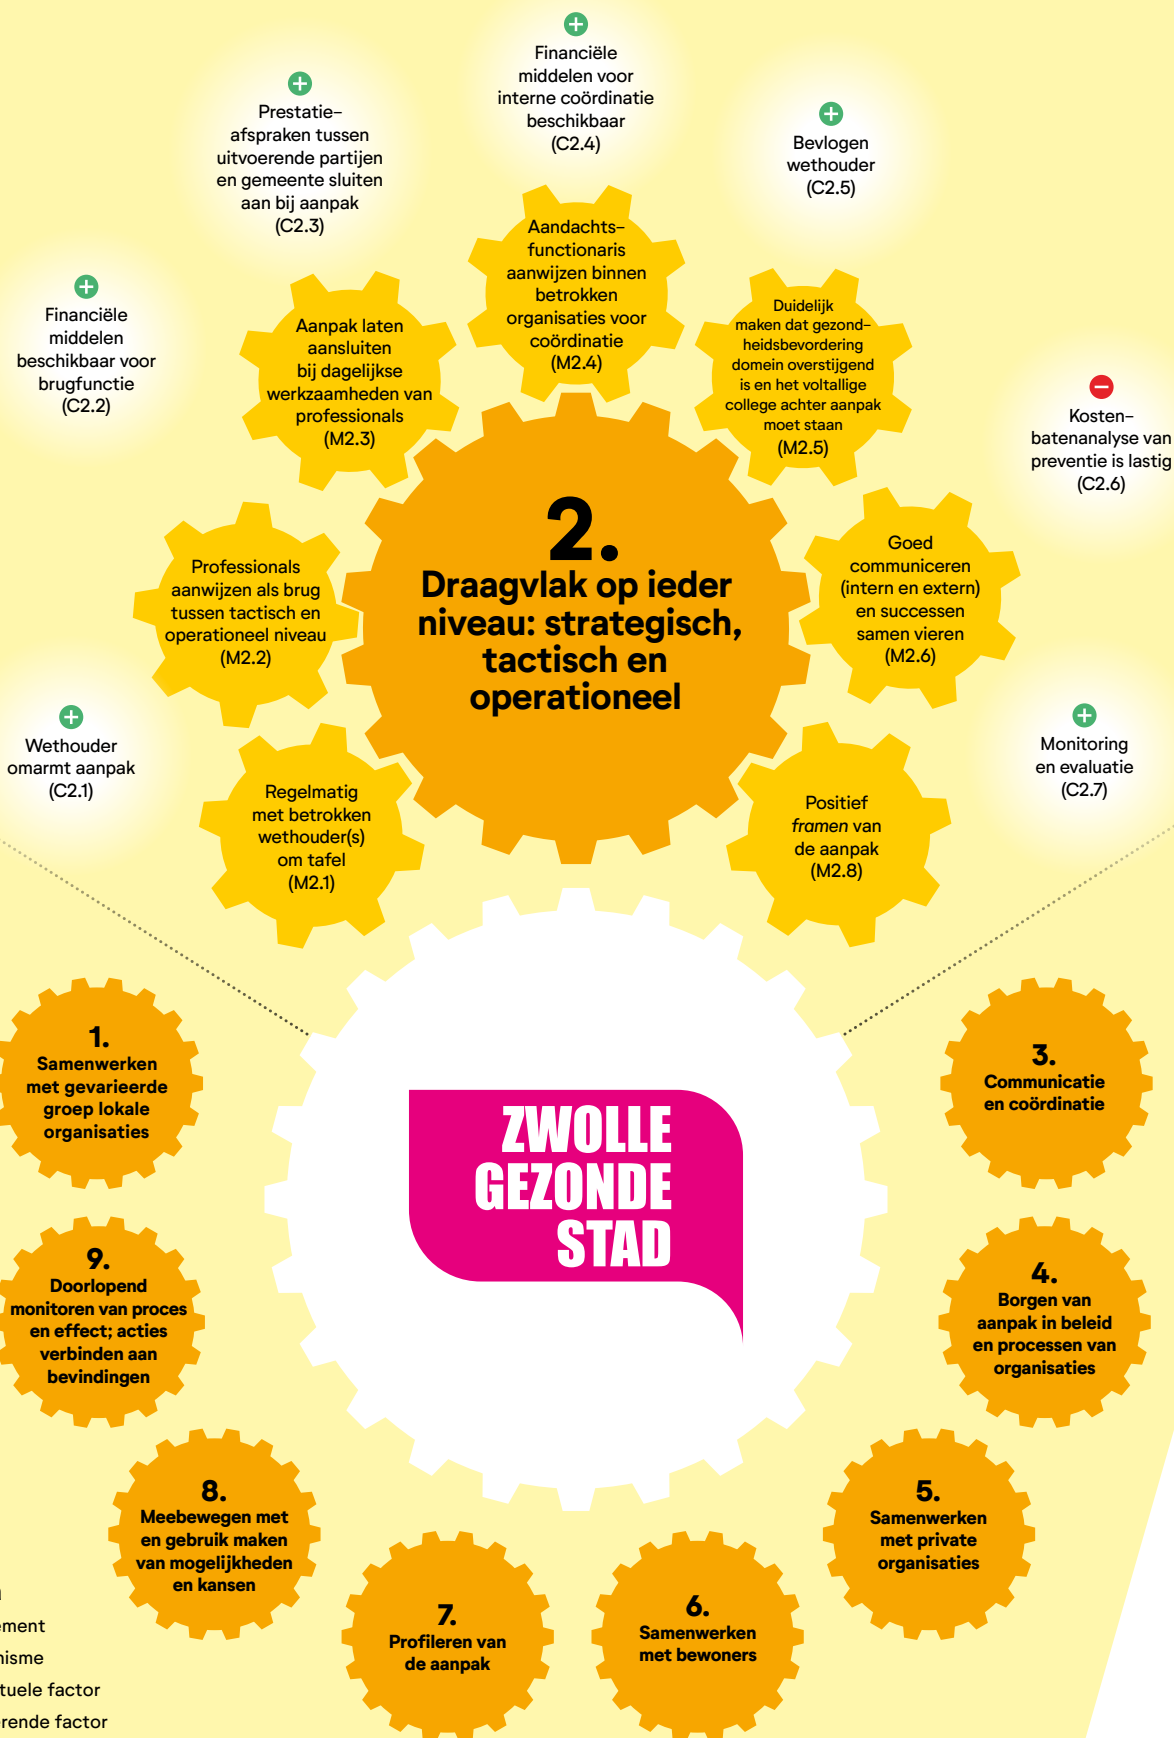 Financiële
middelen voor
interne coördinatie
beschikbaar
(C2.4)
Prestatie–
afspraken tussen
uitvoerende partijen
en gemeente sluiten
aan bij aanpak
(C2.3)
Bevlogen
wethouder
(C2.5)
Financiële
middelen
beschikbaar voor
brugfunctie
(C2.2)
Kosten–
batenanalyse van
preventie is lastig
(C2.6)
Wethouder
omarmt aanpak
(C2.1)
Monitoring
en evaluatie
(C2.7)
Aandachts–
functionaris
aanwijzen binnen
betrokken
organisaties voor
coördinatie
(M2.4)
Aanpak laten
aansluiten
bij dagelijkse
werkzaamheden van
professionals
(M2.3)
Duidelijk
maken dat gezond–
heidsbevordering
domein overstijgend
is en het voltallige
college achter aanpak
moet staan
(M2.5)
Professionals
aanwijzen als brug
tussen tactisch en
operationeel niveau
(M2.2)
Goed
communiceren
(intern en extern)
en successen
samen vieren
(M2.6)
Regelmatig
met betrokken
wethouder(s)
om tafel
(M2.1)
Positief
framen van
de aanpak
(M2.8)
2.
Draagvlak op ieder
niveau: strategisch,
tactisch en
operationeel
ZWOLLE
GEZONDE
STAD
1.
Samenwerken
met gevarieerde
groep lokale
organisaties
3.
Communicatie
en coördinatie
9.
Doorlopend
monitoren van proces
en effect; acties
verbinden aan
bevindingen
4.
Borgen van
aanpak in beleid
en processen van
organisaties
8.
Meebewegen met
en gebruik maken
van mogelijkheden
en kansen
5.
Samenwerken
met private
organisaties
7.
Profileren van
de aanpak
6.
Samenwerken
met bewoners
ement
nisme
tuele factor
rende factor